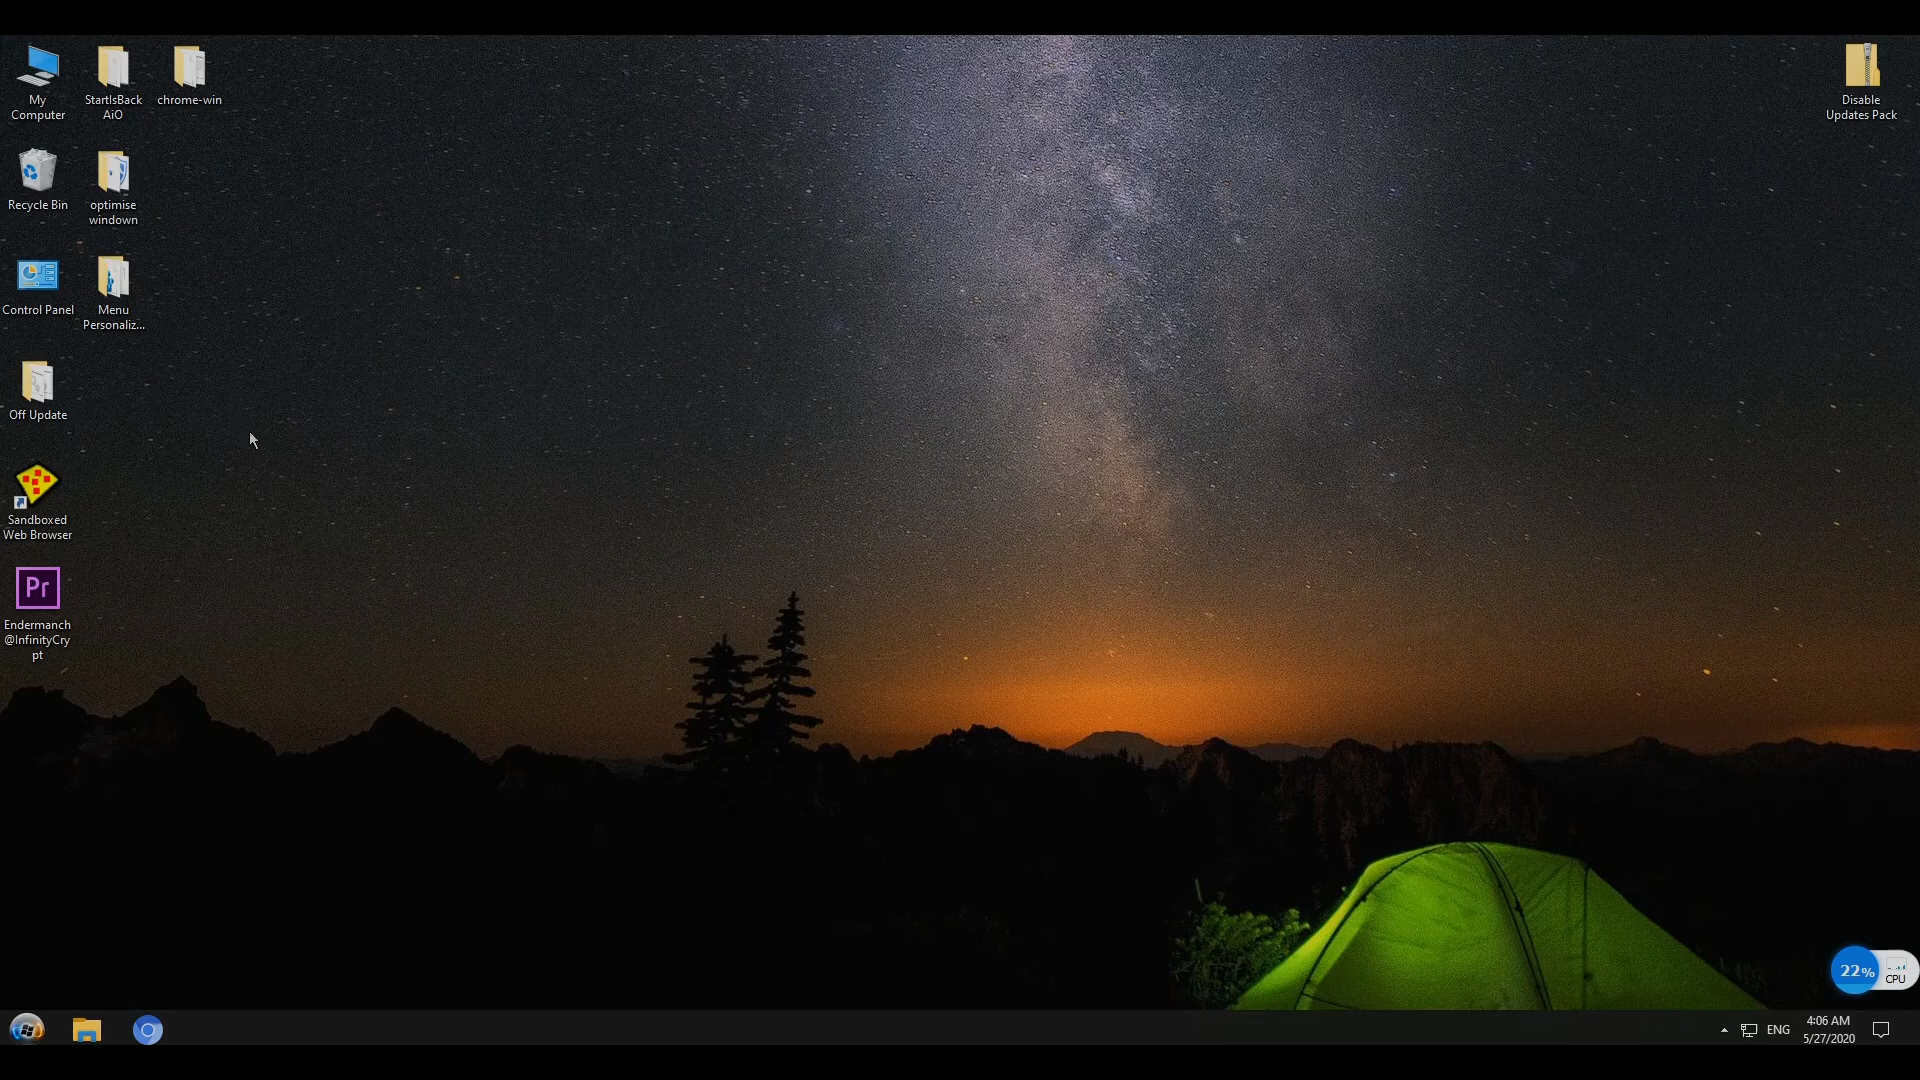 My
Computer
StartIsBack
AiO
chrome-win
Disable
Updates Pack
Recycle Bin
optimise
windown
Control Panel
Menu
Personaliz...
Off Update
Sandboxed
Web Browser
Pr
Endermanch
@InfinityCry
pt
22%
CPU
ENG
4:06 AM
5/27/2020